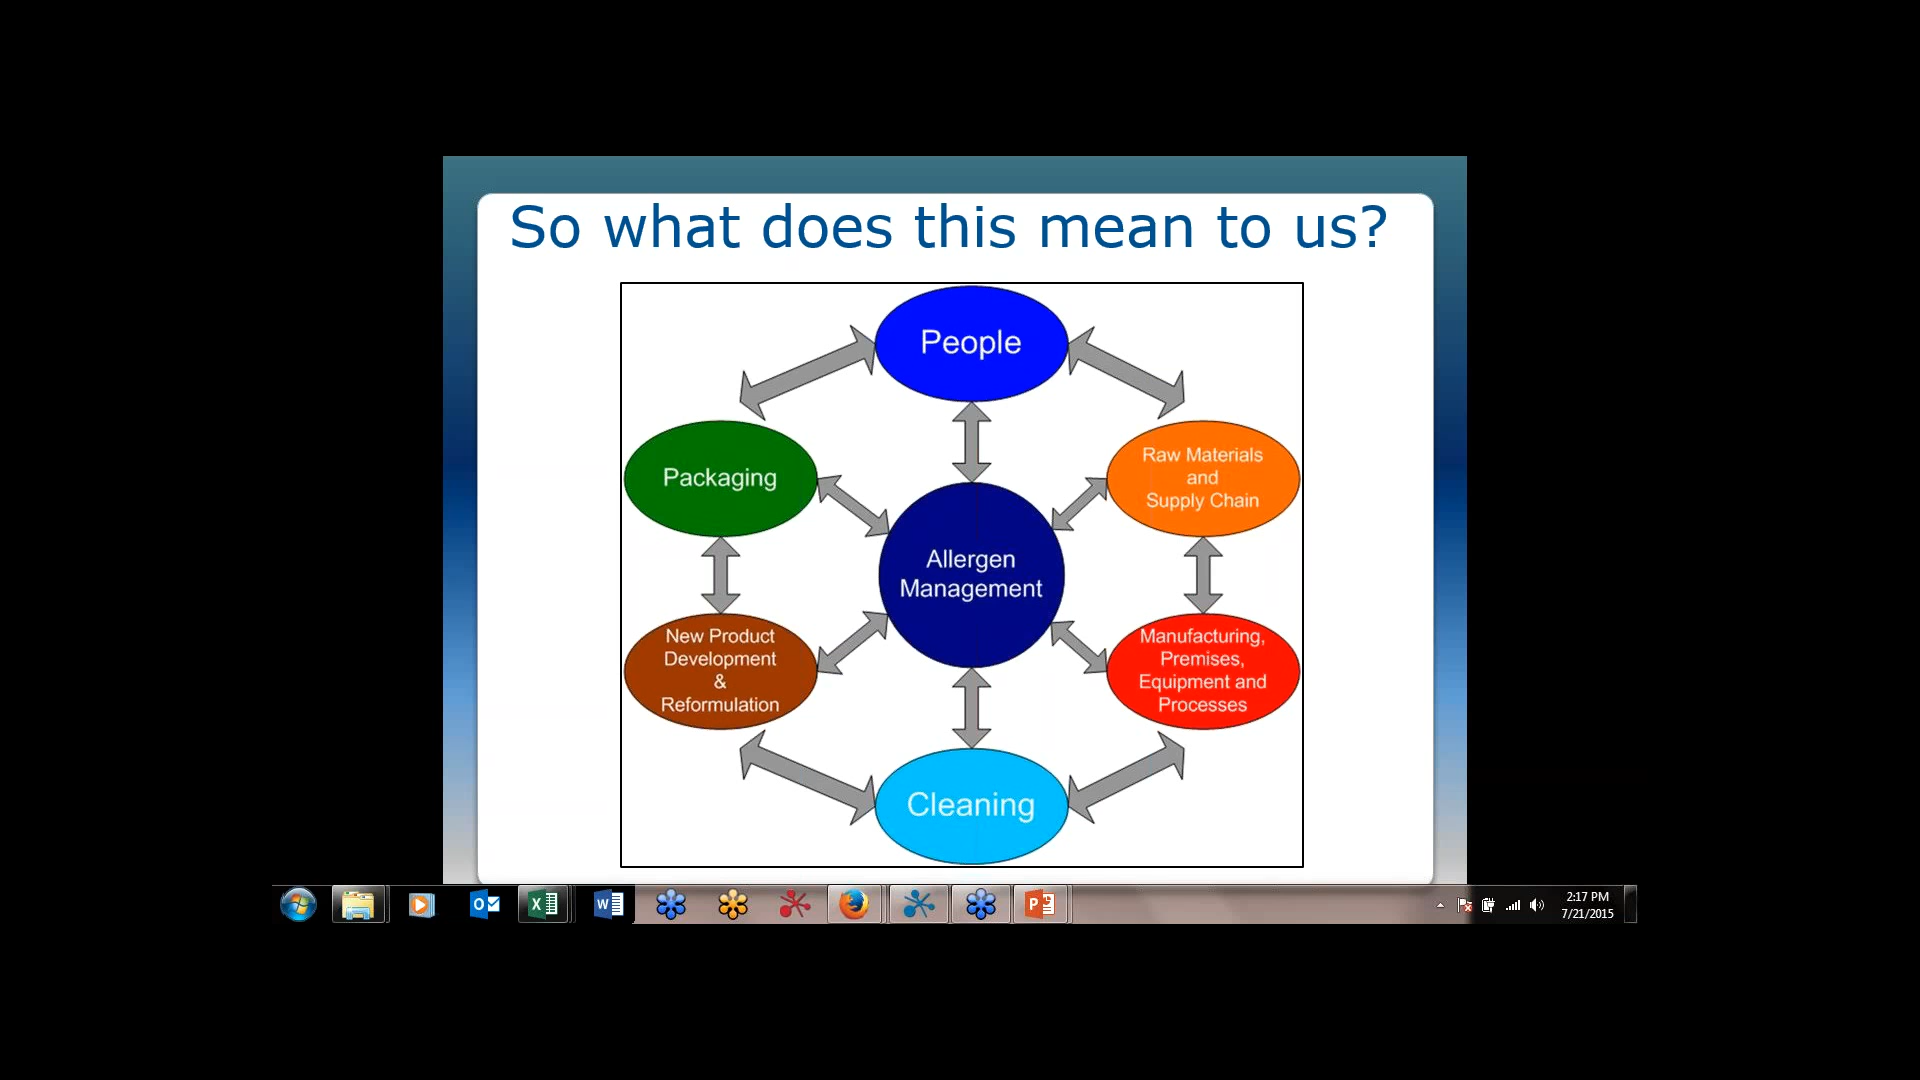 So what does this mean to us?
People
Packaging
Raw Materials
and
Supply Chain
Allergen
Management
New Product
Development
&
Reformulation
Manufacturing,
Premises,
Equipment and
Processes
Cleaning
2:17 PM
7/21/2015